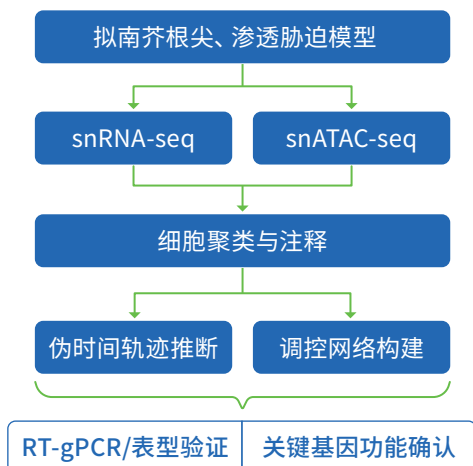 拟南芥根尖、渗透胁迫模型
snRNA-seq
snATAC-seq
细胞聚类与注释
伪时间轨迹推断
调控网络构建
RT-gPCR/表型验证
关键基因功能确认